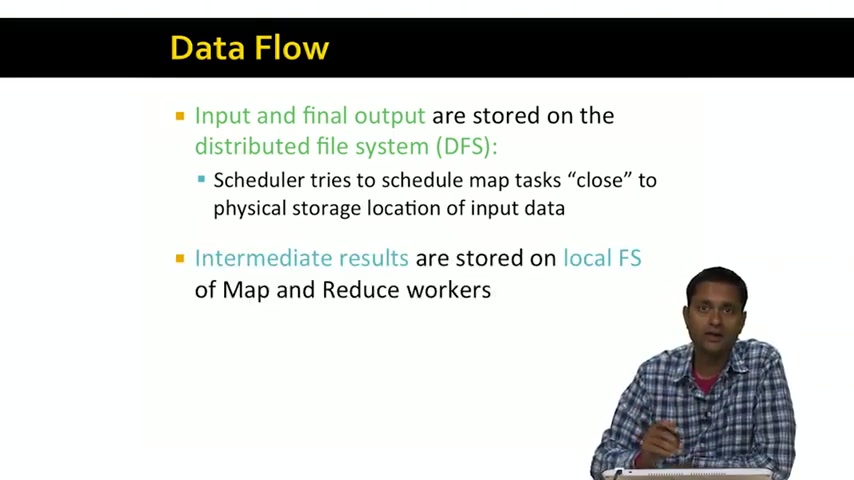 Data Flow
Input and final output are stored on the
distributed file system (DFS):
Scheduler tries to schedule map tasks “close” to
physical storage location of input data
Intermediate results are stored on local FS
of Map and Reduce workers